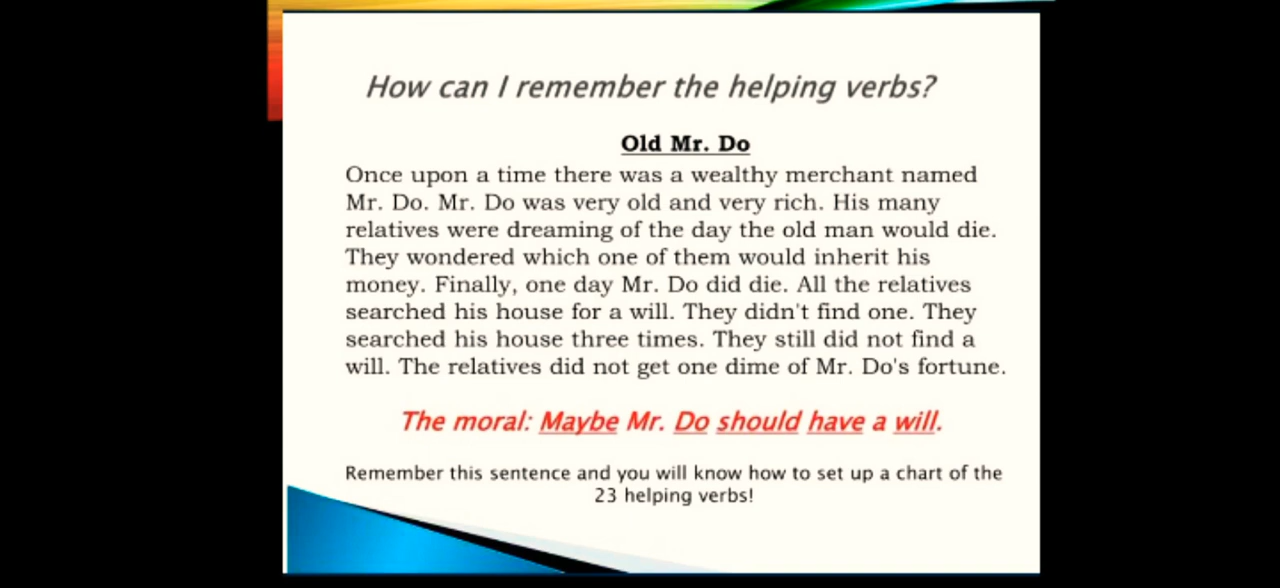 How can I remember the helping verbs?
Old Mr. Do
Once upon a time there was a wealthy merchant named
Mr. Do. Mr. Do was very old and very rich. His many
relatives were dreaming of the day the old man would die.
They wondered which one of them would inherit his
money. Finally, one day Mr. Do did die. All the relatives
searched his house for a will. They didn't find one. They
searched his house three times. They still did not find a
will. The relatives did not get one dime of Mr. Do's fortune.
The moral: Maybe Mr. Do should have a will.
Remember this sentence and you will know how to set up a chart of the
23 helping verbs!